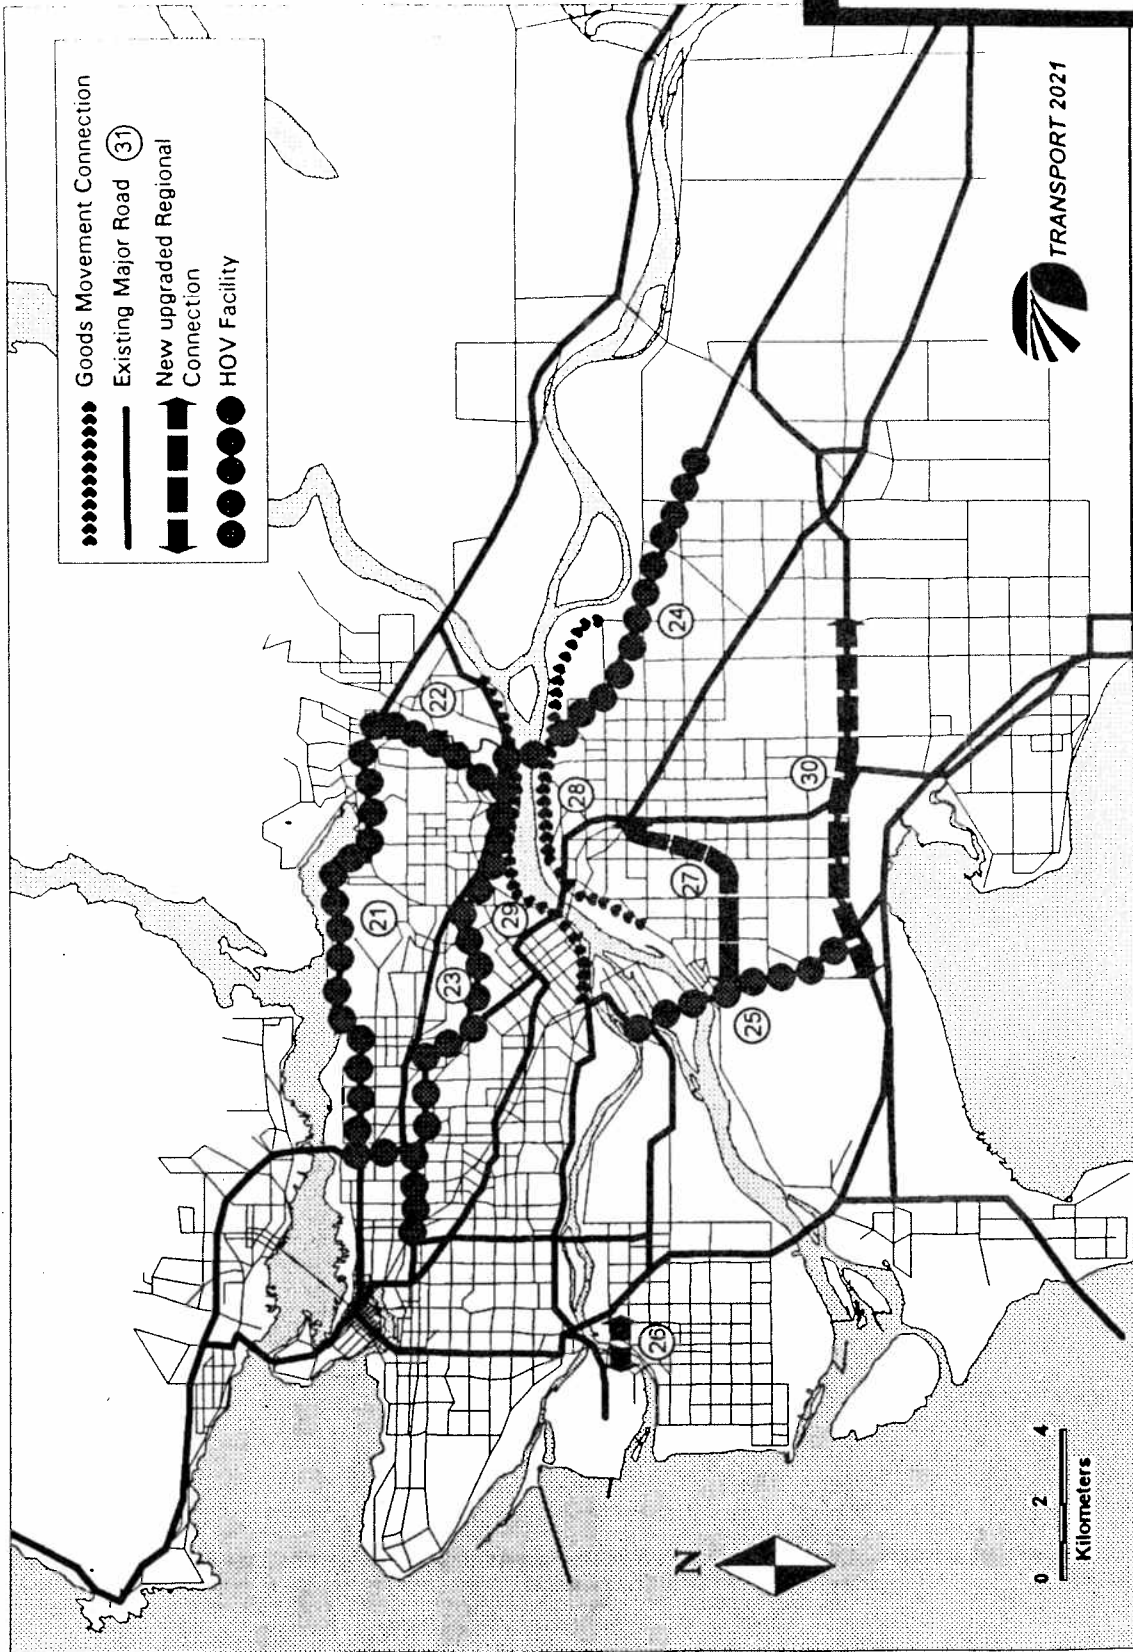 Goods Movement Connection
Existing Major Road 31
New upgraded Regional
Connection
HOV Facility
21
22
23
24
25
26
27
28
29
30
N
0 2 4
Kilometers
TRANSPORT 2021